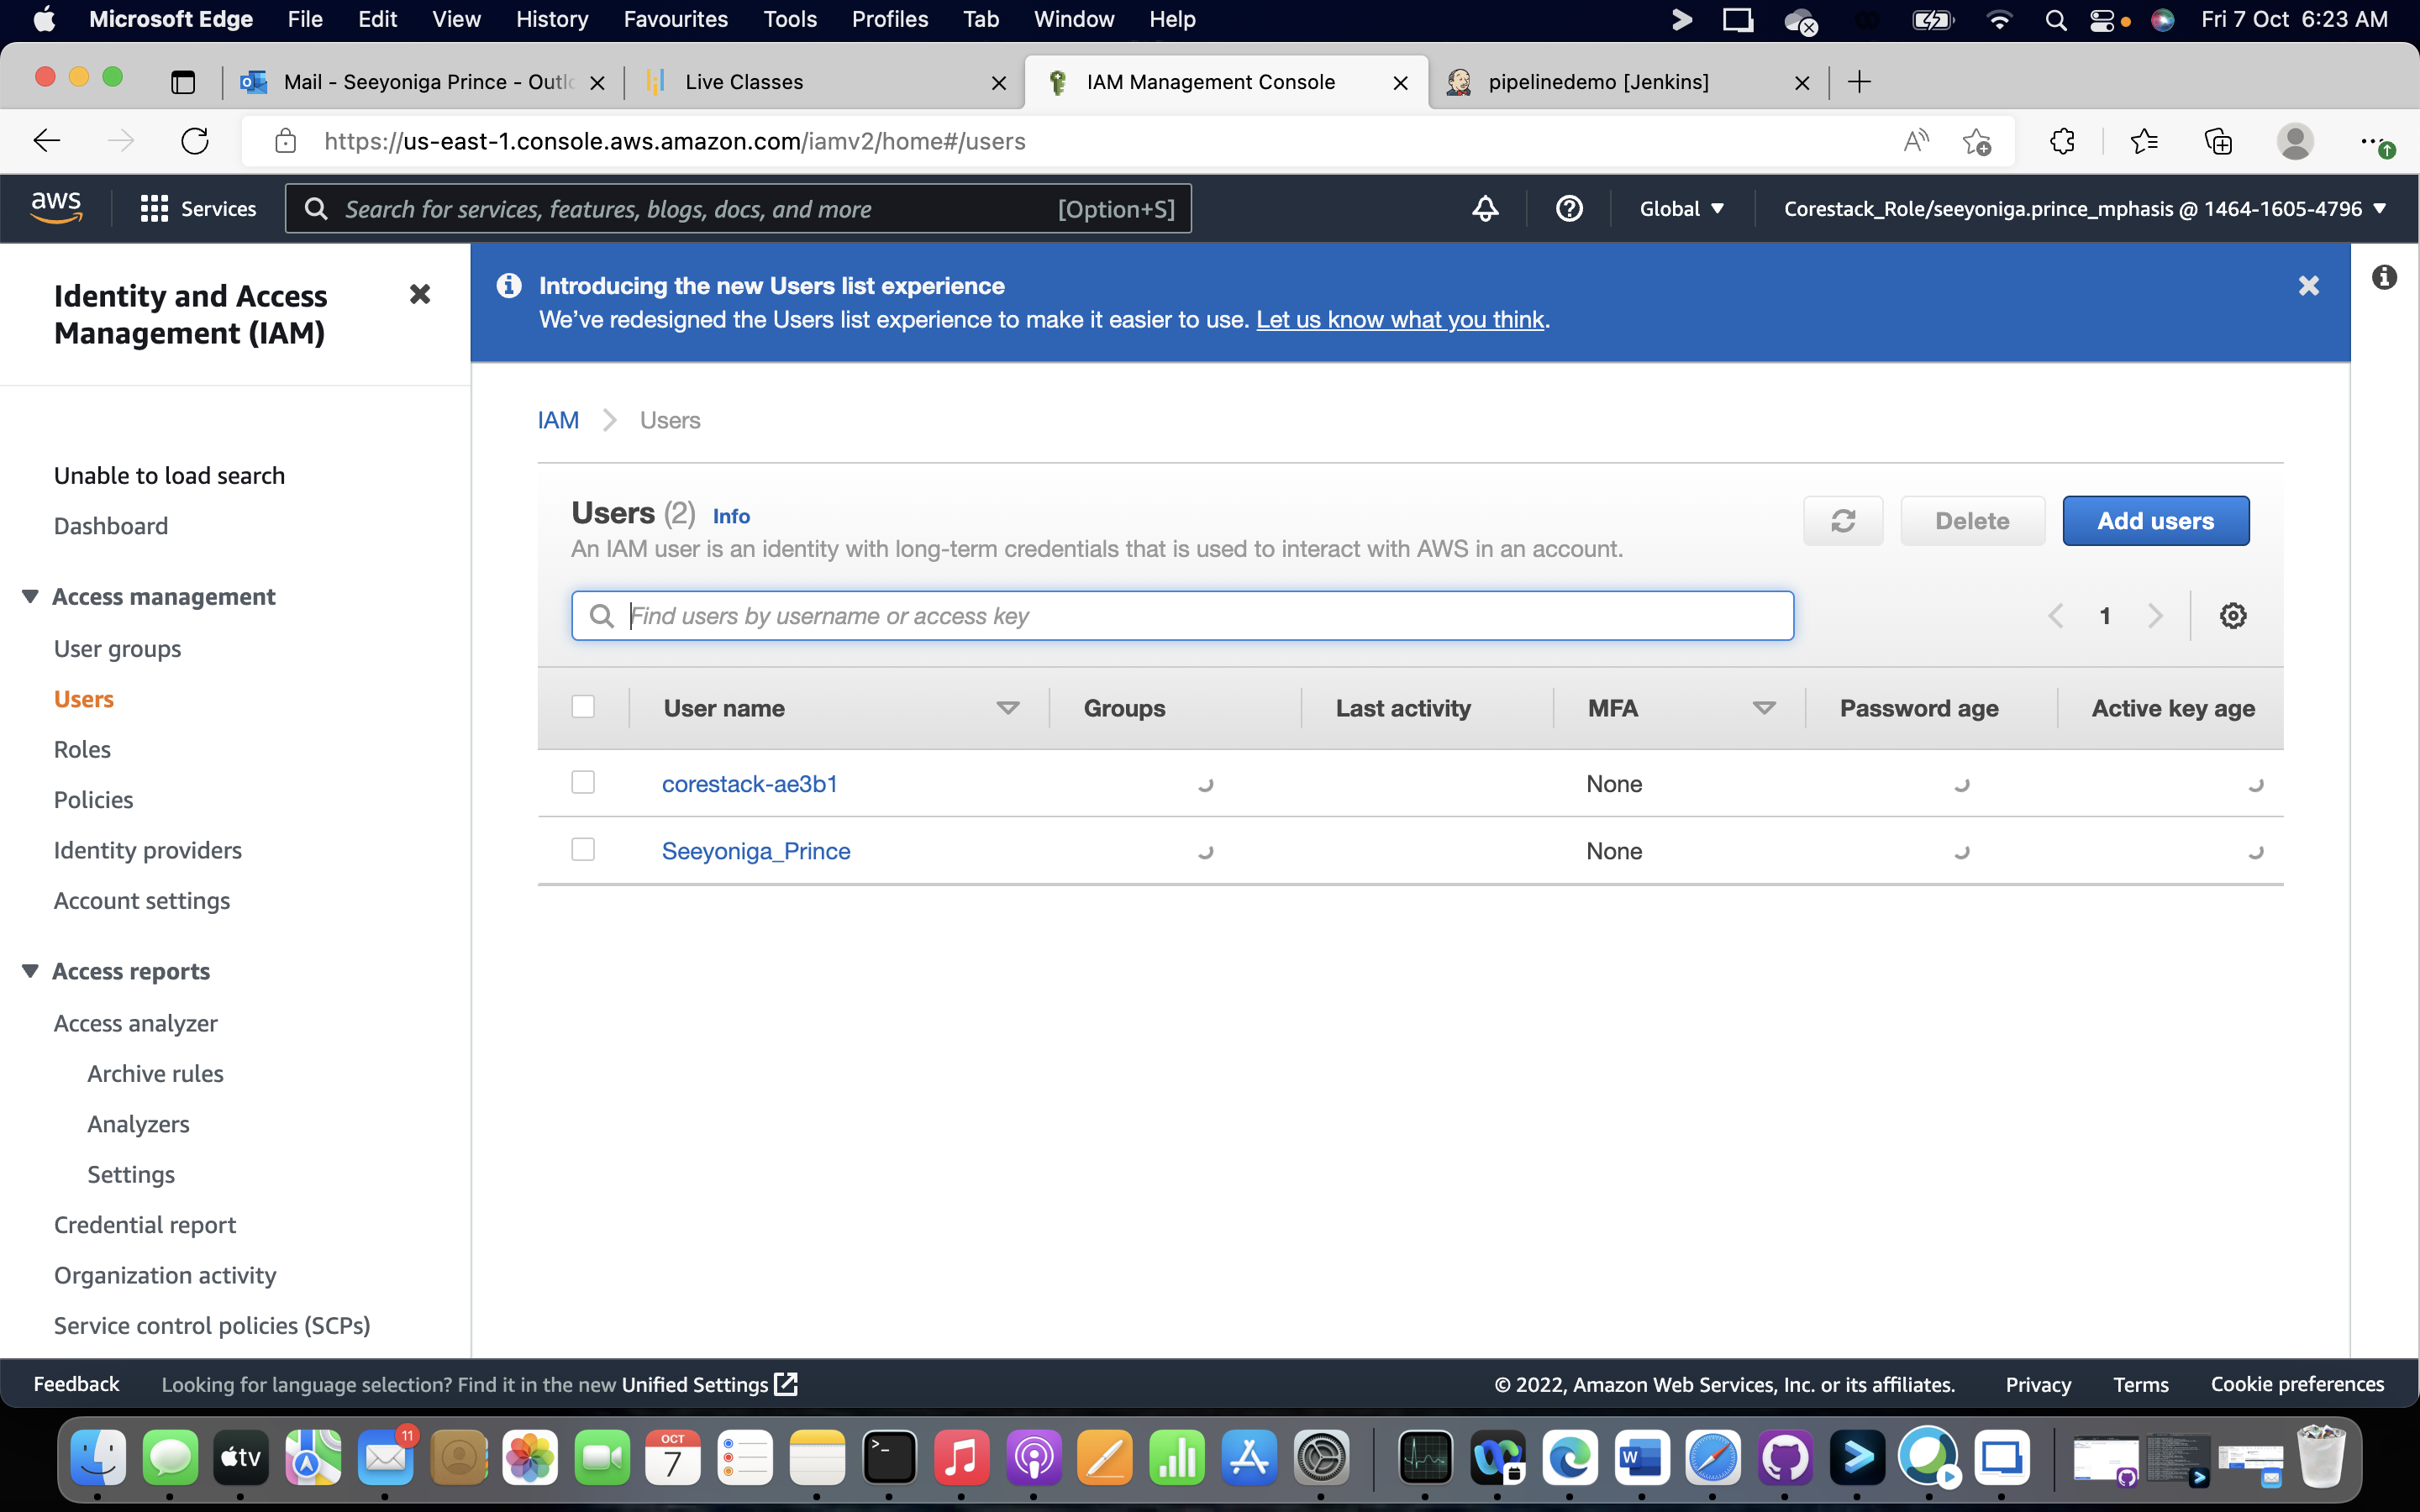 Microsoft Edge File Edit View History Favourites Tools Profiles Tab Window Help Fri 7 Oct 6:23 AM
Mail - Seeyoniga Prince - Outlo Live Classes IAM Management Console pipelinedemo [Jenkins]
https://us-east-1.console.aws.amazon.com/iamv2/home#/users
aws Services Search for services, features, blogs, docs, and more [Option+S] Global Corestack_Role/seeyoniga.prince_mphasis @ 1464-1605-4796
Identity and Access
Management (IAM)
Unable to load search
Dashboard
Access management
User groups
Users
Roles
Policies
Identity providers
Account settings
Access reports
Access analyzer
Archive rules
Analyzers
Settings
Credential report
Organization activity
Service control policies (SCPs)
Introducing the new Users list experience
We've redesigned the Users list experience to make it easier to use. Let us know what you think.
IAM Users
Users (2) Info
An IAM user is an identity with long-term credentials that is used to interact with AWS in an account.
Delete Add users
Find users by username or access key
1
User name Groups Last activity MFA Password age Active key age
corestack-ae3b1 None
Seeyoniga_Prince None
Feedback Looking for language selection? Find it in the new Unified Settings © 2022, Amazon Web Services, Inc. or its affiliates. Privacy Terms Cookie preferences
tv 11 OCT 7